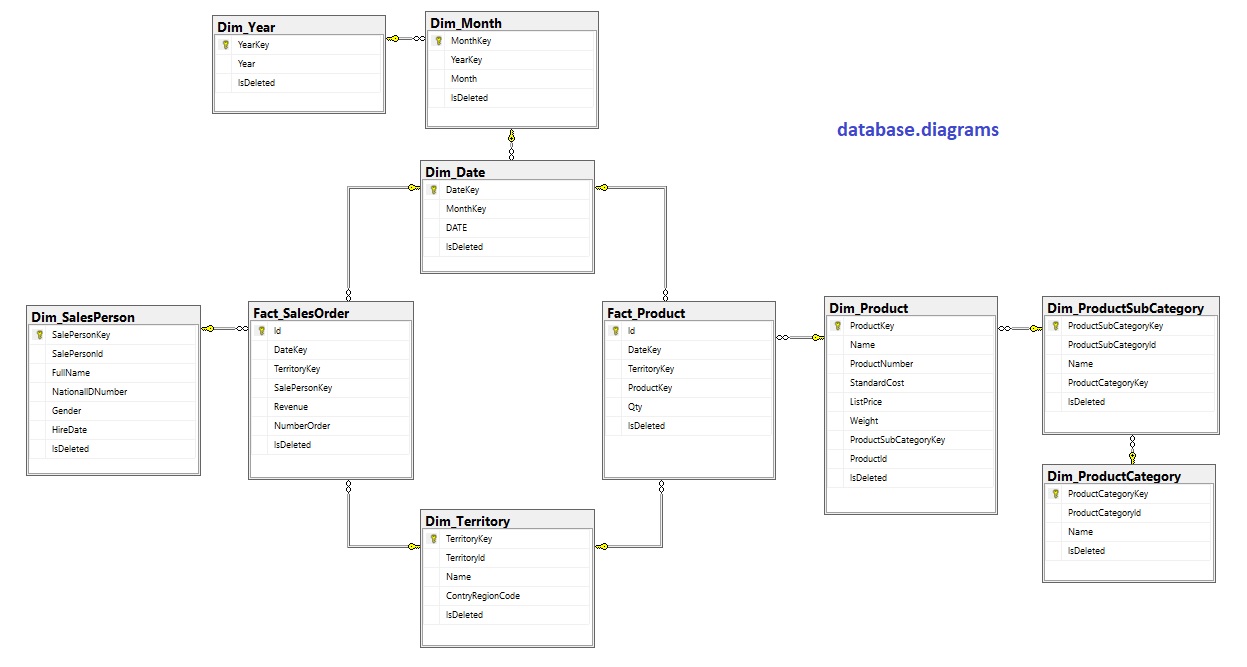 Dim_Year
YearKey
Year
IsDeleted
Dim_Month
MonthKey
YearKey
Month
IsDeleted
database.diagrams
Dim_Date
DateKey
MonthKey
DATE
IsDeleted
Dim_SalesPerson
SalePersonKey
SalePersonId
FullName
NationalIDNumber
Gender
HireDate
IsDeleted
Fact_SalesOrder
Id
DateKey
TerritoryKey
SalePersonKey
Revenue
NumberOrder
IsDeleted
Fact_Product
Id
DateKey
TerritoryKey
ProductKey
Qty
IsDeleted
Dim_Product
ProductKey
Name
ProductNumber
StandardCost
ListPrice
Weight
ProductSubCategoryKey
ProductId
IsDeleted
Dim_ProductSubCategory
ProductSubCategoryKey
ProductSubCategoryId
Name
ProductCategoryKey
IsDeleted
Dim_ProductCategory
ProductCategoryKey
ProductCategoryId
Name
IsDeleted
Dim_Territory
TerritoryKey
TerritoryId
Name
ContryRegionCode
IsDeleted